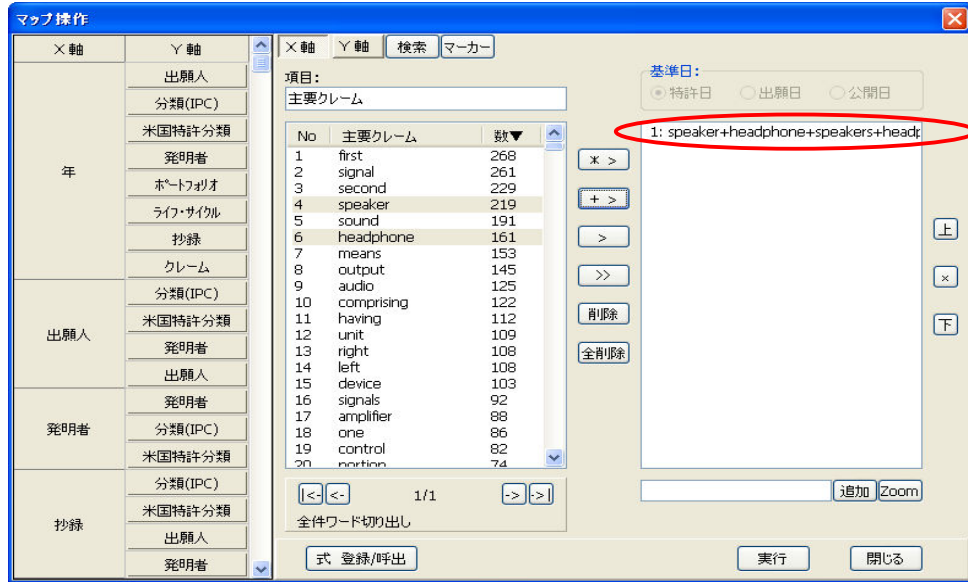 マップ操作
X軸 Y軸
年
出願人
分類(IPC)
米国特許分類
発明者
ポートフォリオ
ライフ・サイクル
抄録
クレーム
出願人
分類(IPC)
米国特許分類
発明者
出願人
発明者
発明者
分類(IPC)
米国特許分類
抄録
分類(IPC)
米国特許分類
出願人
発明者
X軸 Y軸 検索 マーカー
項目:
主要クレーム
No 主要クレーム 数▼
1 first 268
2 signal 261
3 second 229
4 speaker 219
5 sound 191
6 headphone 161
7 means 153
8 output 145
9 audio 125
10 comprising 122
11 having 112
12 unit 109
13 right 108
14 left 108
15 device 103
16 signals 92
17 amplifier 88
18 one 86
19 control 82
20 portion 74
|<- <- 1/1 -> ->|
全件ワード切り出し
* >
+ >
>
>>
削除
全削除
基準日:
特許日 出願日 公開日
1: speaker+headphone+speakers+headp
上
×
下
追加 Zoom
式 登録/呼出 実行 閉じる